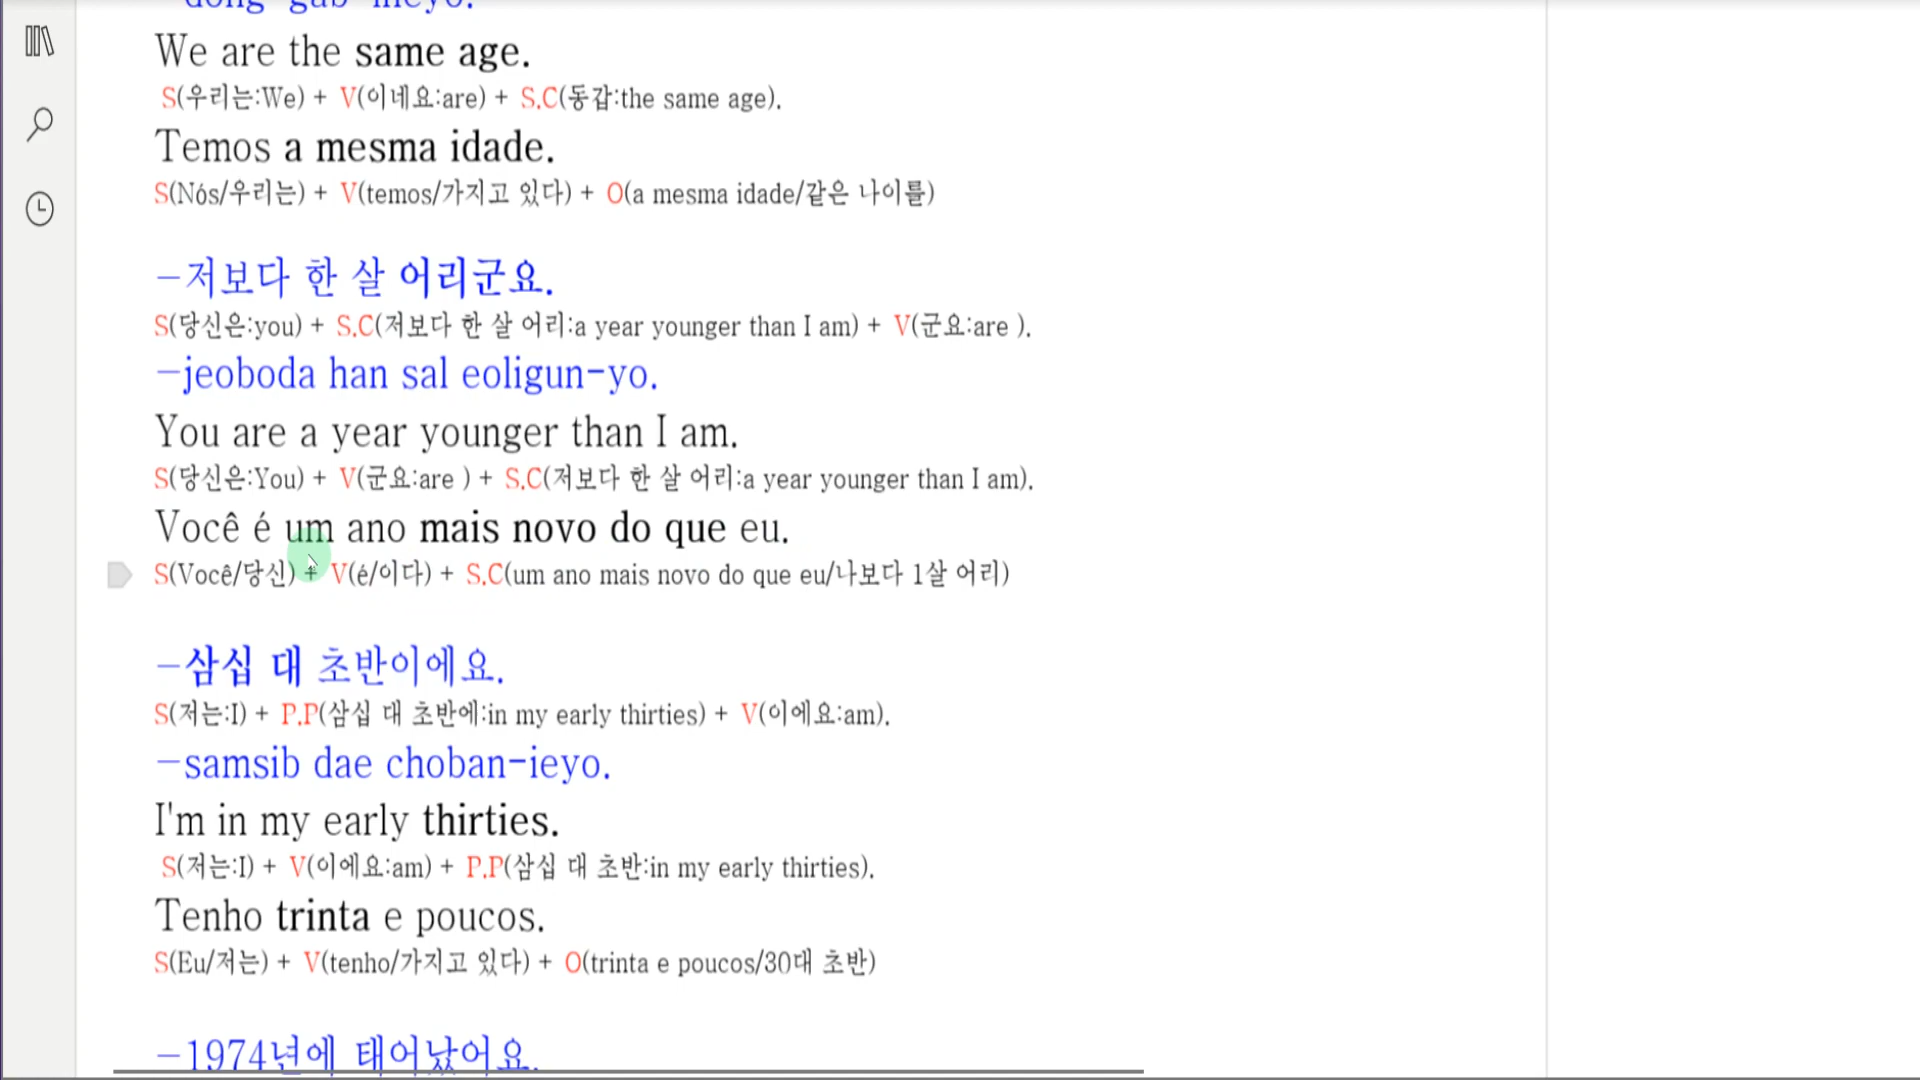 dong gab ineyo.
We are the same age.
S(우리는:We) + V(이네요:are) + S.C(동갑:the same age).
Temos a mesma idade.
S(Nós/우리는) + V(temos/가지고 있다) + O(a mesma idade/같은 나이를)
-저보다 한 살 어리군요.
S(당신은:you) + S.C(저보다 한 살 어리:a year younger than I am) + V(군요:are ).
-jeoboda han sal eoligun-yo.
You are a year younger than I am.
S(당신은:You) + V(군요:are ) + S.C(저보다 한 살 어리:a year younger than I am).
Você é um ano mais novo do que eu.
S(Você/당신) + V(é/이다) + S.C(um ano mais novo do que eu/나보다 1살 어리)
-삼십 대 초반이에요.
S(저는:I) + P.P(삼십 대 초반에:in my early thirties) + V(이에요:am).
-samsib dae choban-ieyo.
I'm in my early thirties.
S(저는:I) + V(이에요:am) + P.P(삼십 대 초반:in my early thirties).
Tenho trinta e poucos.
S(Eu/저는) + V(tenho/가지고 있다) + O(trinta e poucos/30대 초반)
-1974년에 태어났어요.